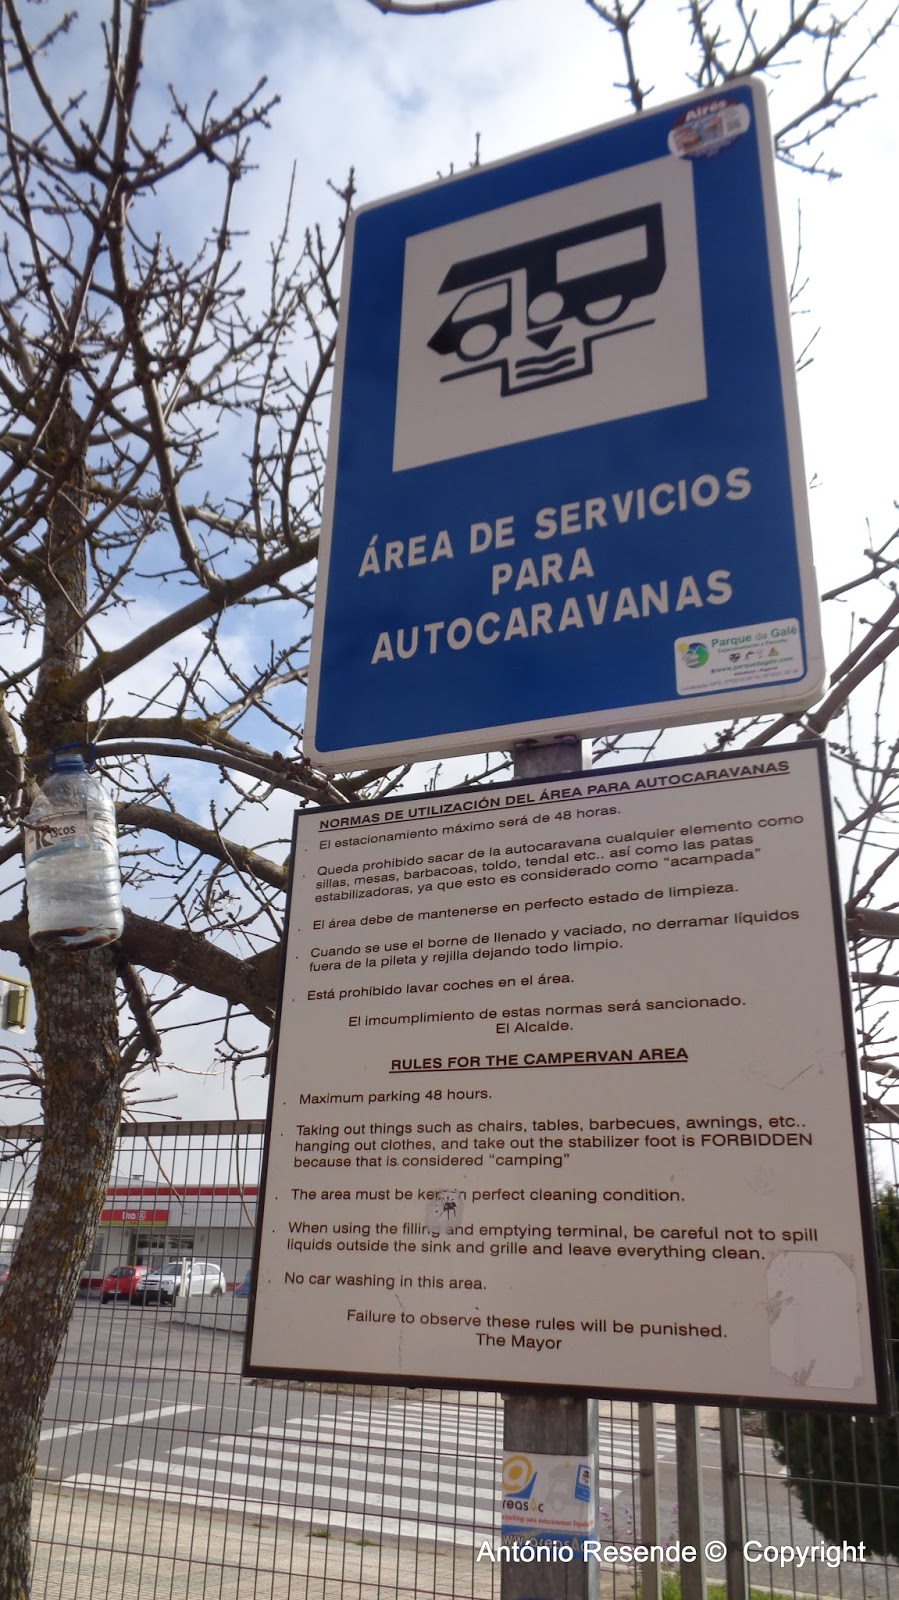 Airós
ÁREA DE SERVICIOS
PARA
AUTOCARAVANAS
Parque da Galé
www.parquedagale.com
NORMAS DE UTILIZACIÓN DEL ÁREA PARA AUTOCARAVANAS
· El estacionamiento máximo será de 48 horas.
· Queda prohibido sacar de la autocaravana cualquier elemento como
sillas, mesas, barbacoas, toldo, tendal etc.. así como las patas
estabilizadoras, ya que esto es considerado como “acampada”
· El área debe de mantenerse en perfecto estado de limpieza.
· Cuando se use el borne de llenado y vaciado, no derramar líquidos
fuera de la pileta y rejilla dejando todo limpio.
· Está prohibido lavar coches en el área.
El imcumplimiento de estas normas será sancionado.
El Alcalde.
RULES FOR THE CAMPERVAN AREA
· Maximum parking 48 hours.
· Taking out things such as chairs, tables, barbecues, awnings, etc..
hanging out clothes, and take out the stabilizer foot is FORBIDDEN
because that is considered “camping”
· The area must be in perfect cleaning condition.
· When using the filling and emptying terminal, be careful not to spill
liquids outside the sink and grille and leave everything clean.
· No car washing in this area.
Failure to observe these rules will be punished.
The Mayor
António Resende © Copyright